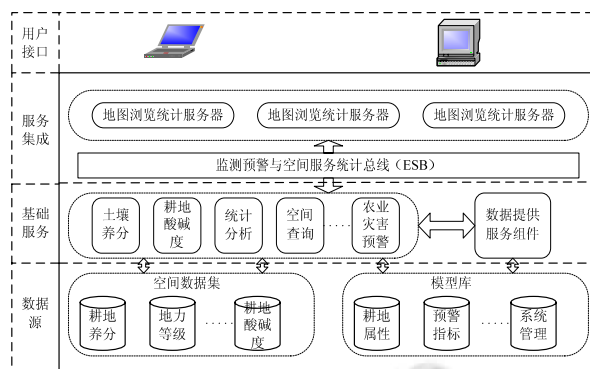 用户
接口
服务
集成
地图浏览统计服务器
地图浏览统计服务器
地图浏览统计服务器
监测预警与空间服务统计总线（ESB）
基础
服务
土壤
养分
耕地
酸碱
度
统计
分析
空间
查询
······
农业
灾害
预警
数据提供
服务组件
数据
源
空间数据集
耕地
养分
地力
等级
······
耕地
酸碱
度
模型库
耕地
属性
预警
指标
······
系统
管理